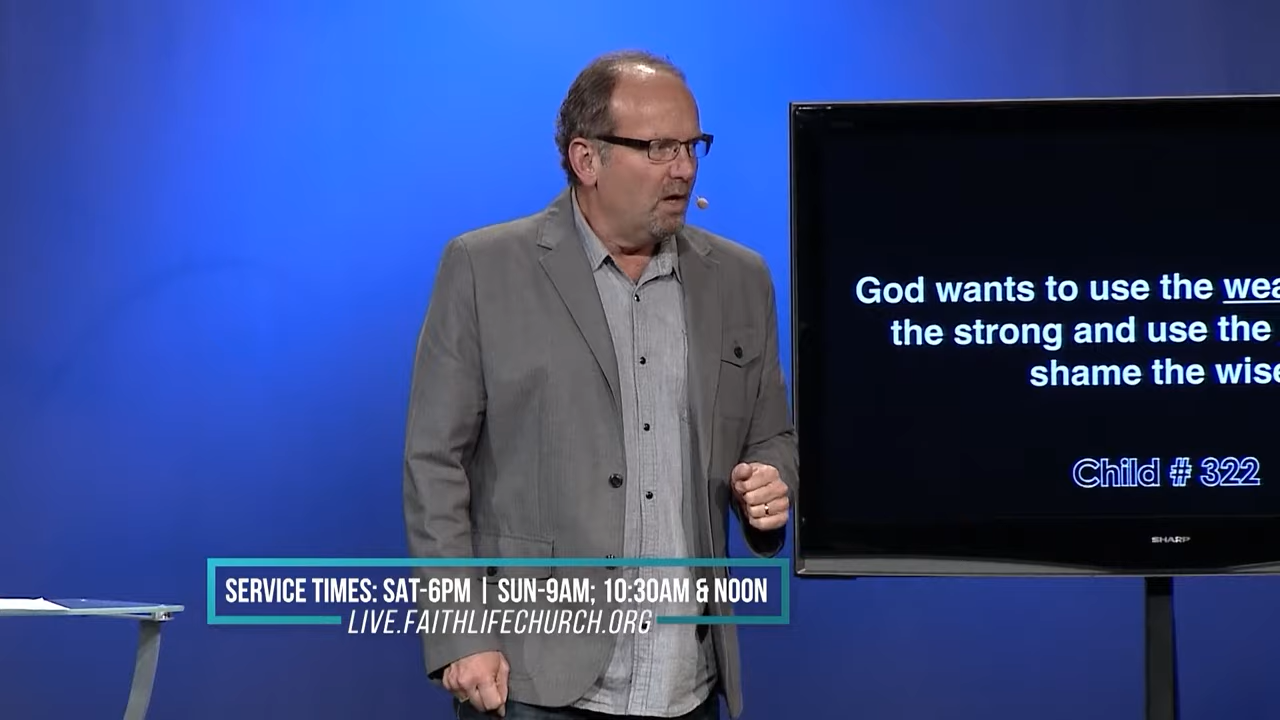 God wants to use the
the strong and use the
shame the
Child # 322
SHARP
SERVICE TIMES: SAT-6PM | SUN-9AM; 10:30AM & NOON
LIVE.FAITHLIFECHURCH.ORG